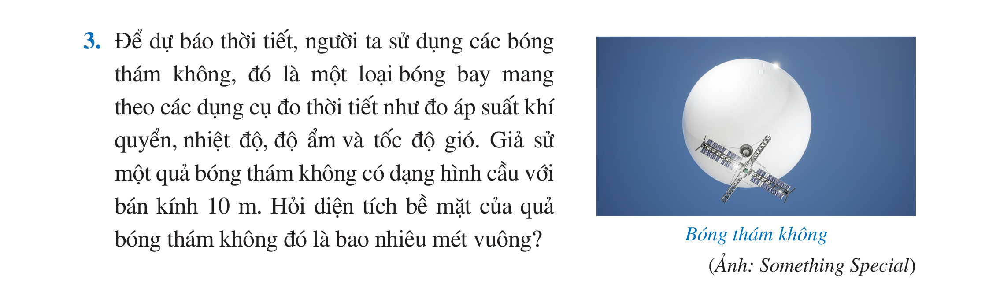 3. Để dự báo thời tiết, người ta sử dụng các bóng
thám không, đó là một loại bóng bay mang
theo các dụng cụ đo thời tiết như đo áp suất khí
quyển, nhiệt độ, độ ẩm và tốc độ gió. Giả sử
một quả bóng thám không có dạng hình cầu với
bán kính 10 m. Hỏi diện tích bề mặt của quả
bóng thám không đó là bao nhiêu mét vuông?
Bóng thám không
(Ảnh: Something Special)